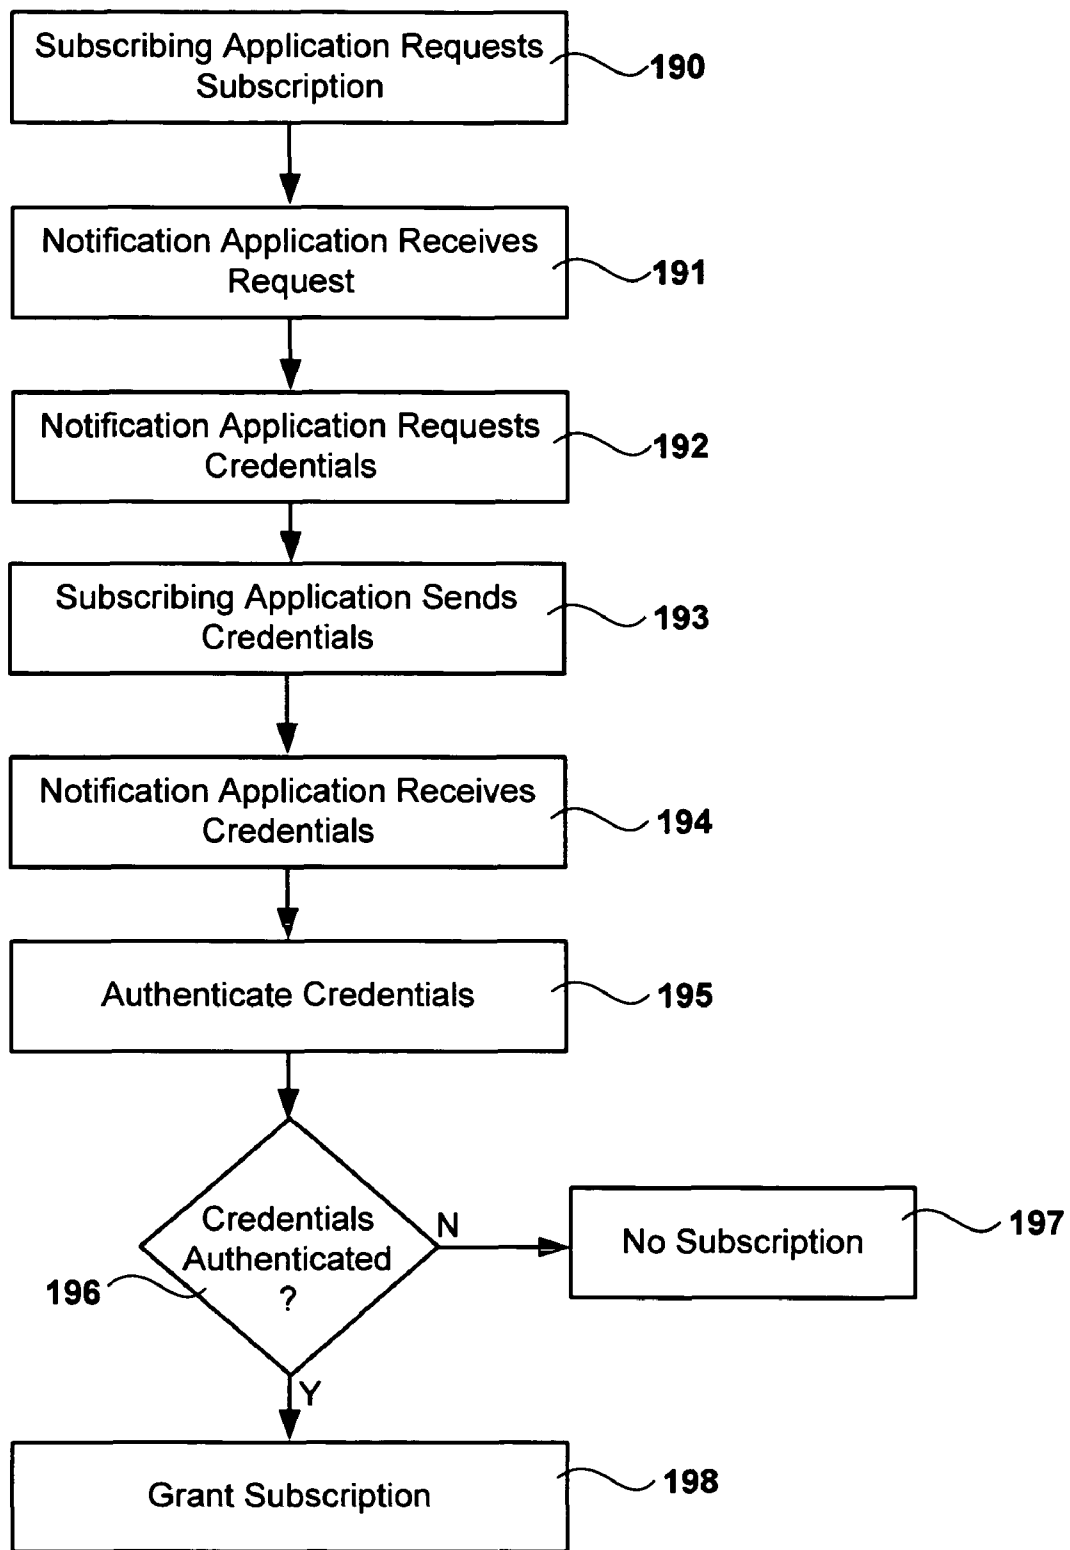 Subscribing Application Requests
Subscription
190
Notification Application Receives
Request
191
Notification Application Requests
Credentials
192
Subscribing Application Sends
Credentials
193
Notification Application Receives
Credentials
194
Authenticate Credentials
195
Credentials
Authenticated
?
196
N
No Subscription
197
Y
Grant Subscription
198